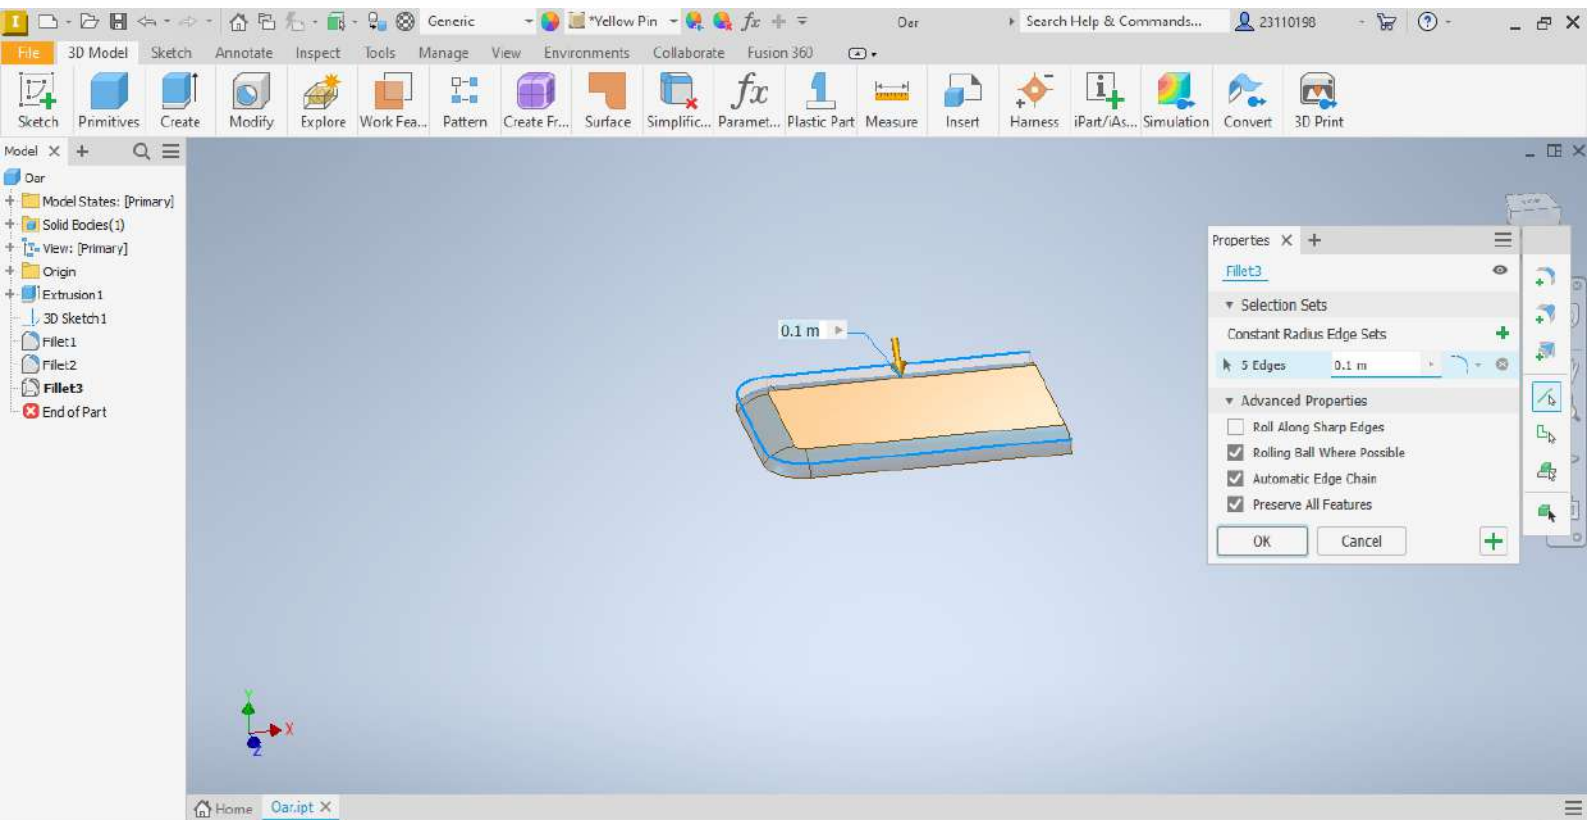 Generic
*Yellow Pin
fx
Oar
Search Help & Commands...
23110198
File 3D Model Sketch Annotate Inspect Tools Manage View Environments Collaborate Fusion 360
fx
Sketch Primitives Create Modify Explore Work Fea... Pattern Create Fr... Surface Simplific... Paramet... Plastic Part Measure Insert Harness iPart/iAs... Simulation Convert 3D Print
Model
Oar
Model States: [Primary]
Solid Bodies(1)
View: [Primary]
Origin
Extrusion1
3D Sketch1
Fillet1
Fillet2
Fillet3
End of Part
0.1 m
Properties
Fillet3
Selection Sets
Constant Radius Edge Sets
5 Edges 0.1 m
Advanced Properties
Roll Along Sharp Edges
Rolling Ball Where Possible
Automatic Edge Chain
Preserve All Features
OK Cancel
Y
X
Z
Home Oar.ipt